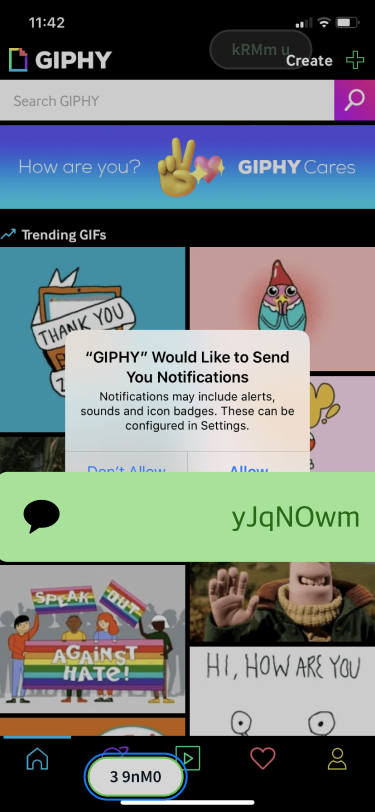 11:42
kRMm u
GIPHY
Create
Search GIPHY
How are you?
GIPHY Cares
Trending GIFs
THANK YOU
“GIPHY” Would Like to Send
You Notifications
Notifications may include alerts,
sounds and icon badges. These can be
configured in Settings.
Don't Allow
Allow
yJqNOwm
SPEAK OUT
AGAINST
HATE!
HI, HOW ARE YOU
3 9nM0